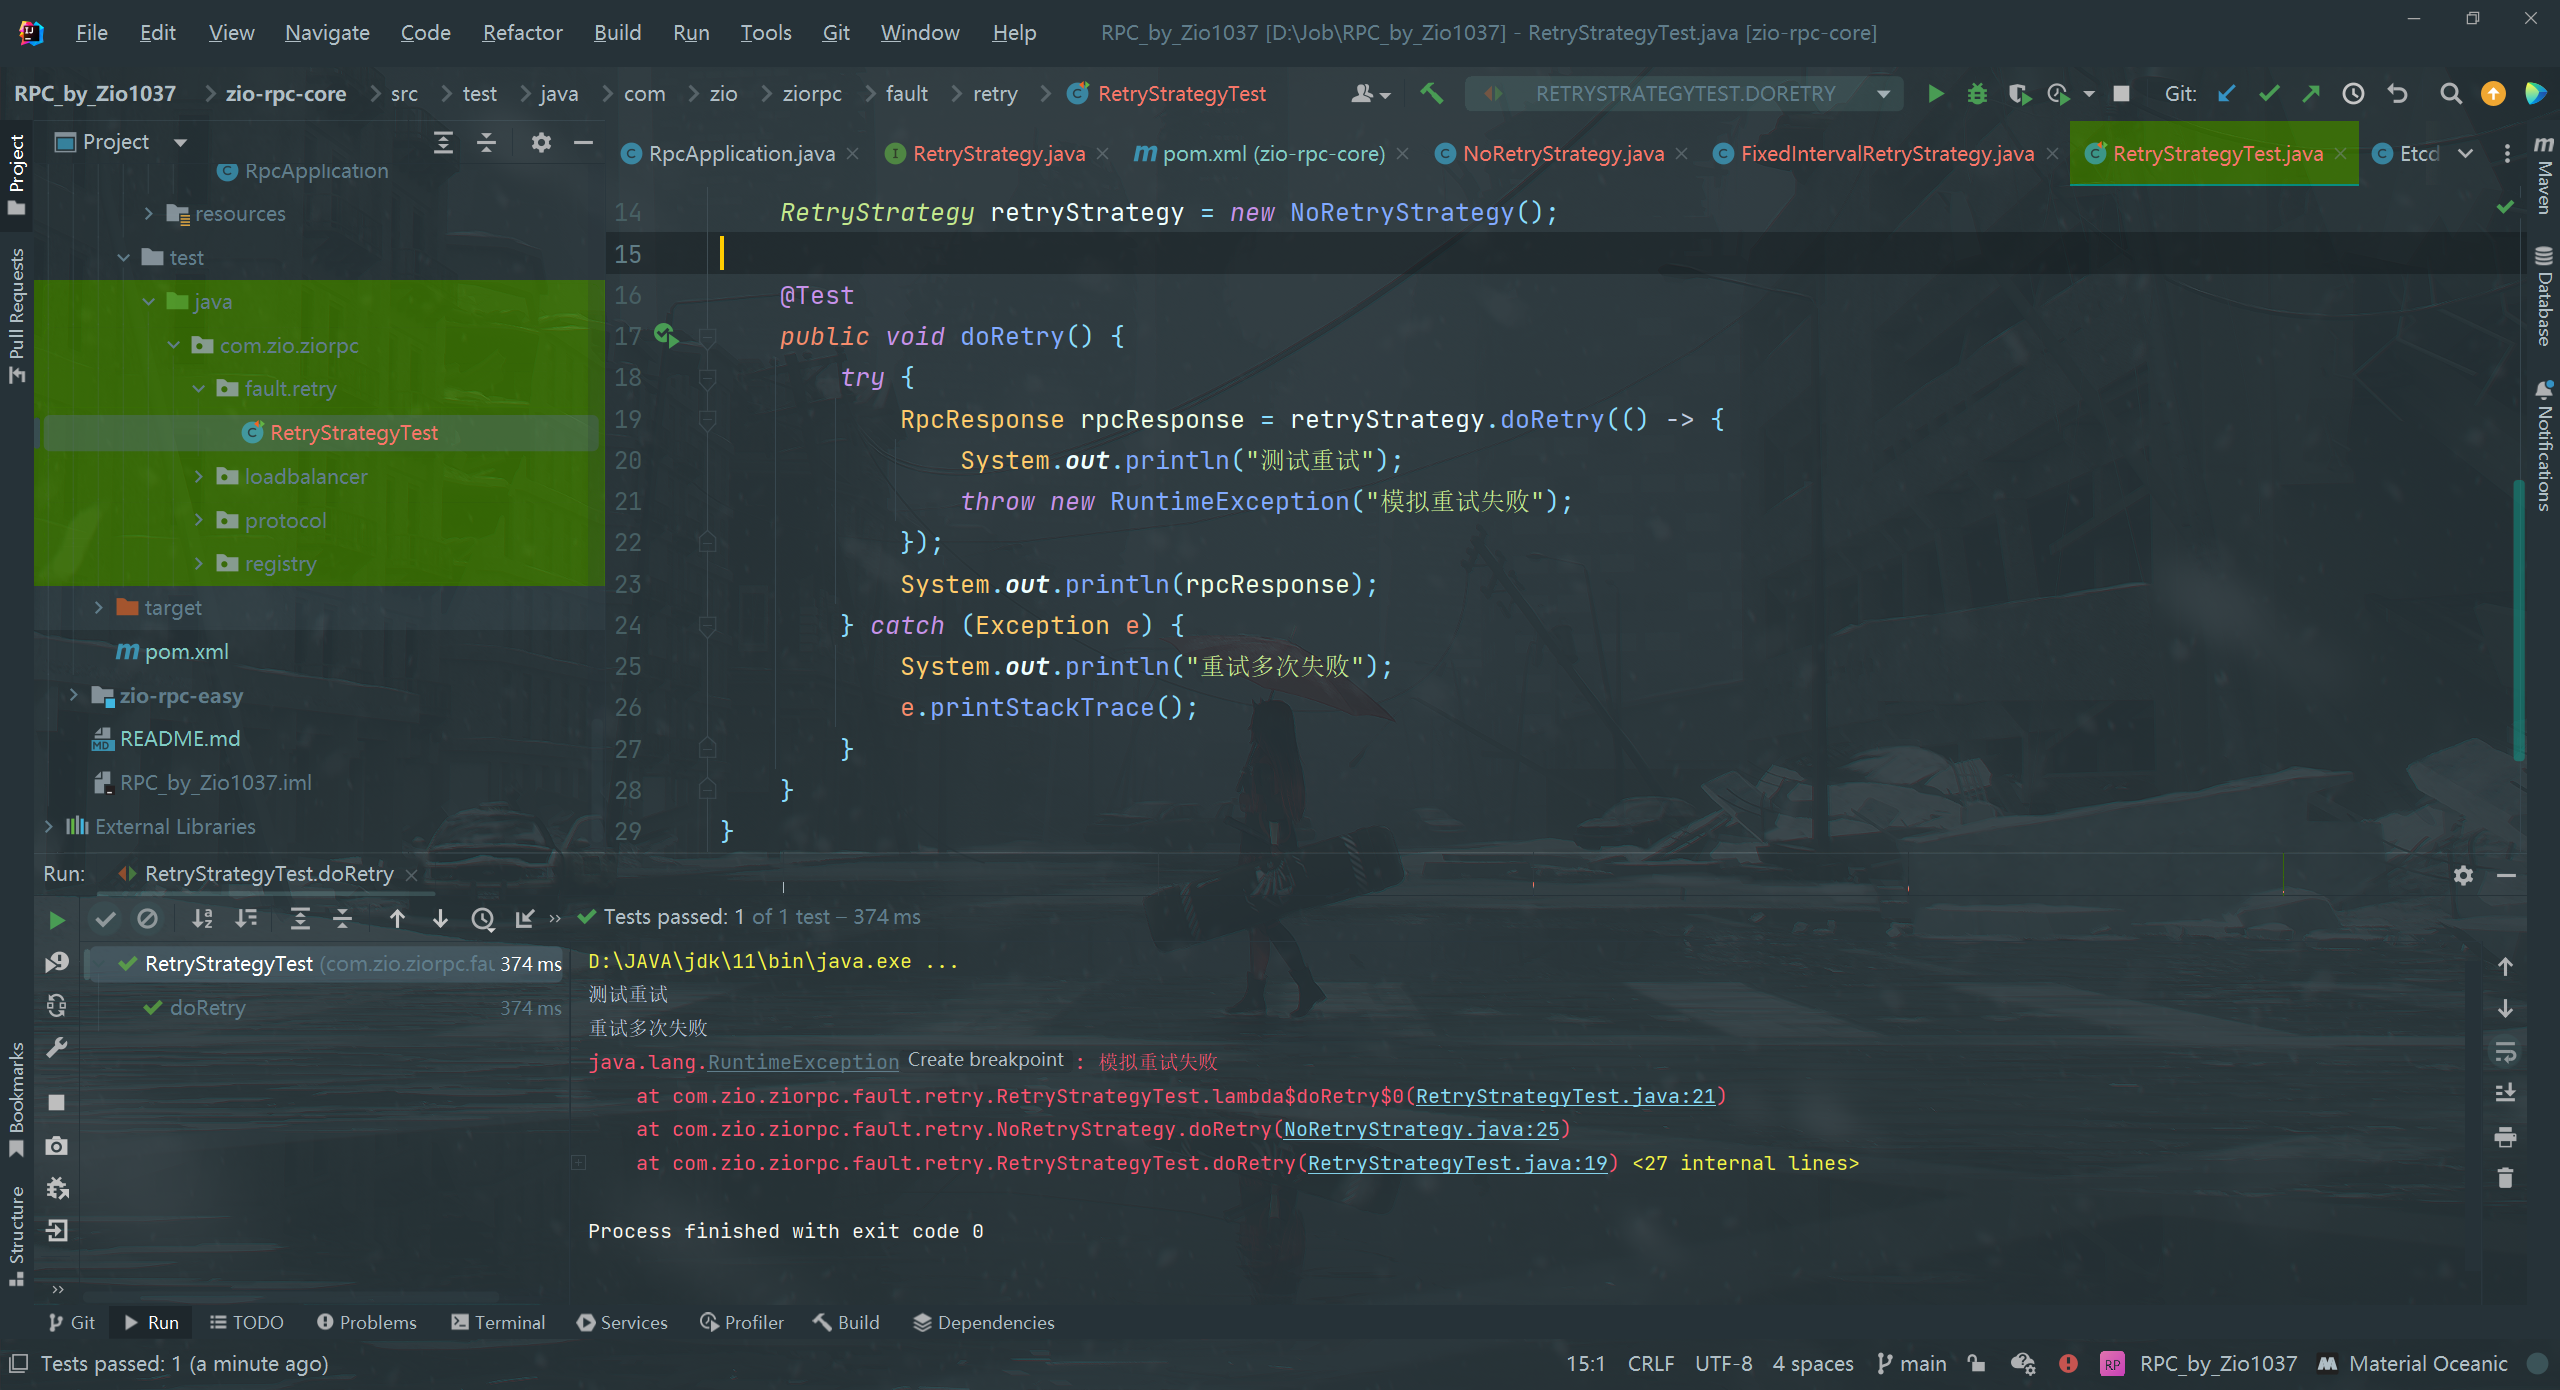 File Edit View Navigate Code Refactor Build Run Tools Git Window Help RPC_by_Zio1037 [D:\Job\RPC_by_Zio1037] - RetryStrategyTest.java [zio-rpc-core]
RPC_by_Zio1037 zio-rpc-core src test java com zio ziorpc fault retry RetryStrategyTest RETRYSTRATEGYTEST.DORETRY Git:
Project
RpcApplication.java RetryStrategy.java pom.xml (zio-rpc-core) NoRetryStrategy.java FixedIntervalRetryStrategy.java RetryStrategyTest.java Etcd
Project
Pull Requests
Bookmarks
Structure
RpcApplication
resources
test
java
com.zio.ziorpc
fault.retry
RetryStrategyTest
loadbalancer
protocol
registry
target
pom.xml
zio-rpc-easy
README.md
RPC_by_Zio1037.iml
External Libraries
14 RetryStrategy retryStrategy = new NoRetryStrategy();
15
16 @Test
17 public void doRetry() {
18 try {
19 RpcResponse rpcResponse = retryStrategy.doRetry(() -> {
20 System.out.println("测试重试");
21 throw new RuntimeException("模拟重试失败");
22 });
23 System.out.println(rpcResponse);
24 } catch (Exception e) {
25 System.out.println("重试多次失败");
26 e.printStackTrace();
27 }
28 }
29 }
Maven
Database
Notifications
Run: RetryStrategyTest.doRetry
Tests passed: 1 of 1 test – 374 ms
RetryStrategyTest (com.zio.ziorpc.fau 374 ms
doRetry 374 ms
D:\JAVA\jdk\11\bin\java.exe ...
测试重试
重试多次失败
java.lang.RuntimeException Create breakpoint : 模拟重试失败
at com.zio.ziorpc.fault.retry.RetryStrategyTest.lambda$doRetry$0(RetryStrategyTest.java:21)
at com.zio.ziorpc.fault.retry.NoRetryStrategy.doRetry(NoRetryStrategy.java:25)
at com.zio.ziorpc.fault.retry.RetryStrategyTest.doRetry(RetryStrategyTest.java:19) <27 internal lines>
Process finished with exit code 0
Git Run TODO Problems Terminal Services Profiler Build Dependencies
Tests passed: 1 (a minute ago) 15:1 CRLF UTF-8 4 spaces main RP RPC_by_Zio1037 Material Oceanic